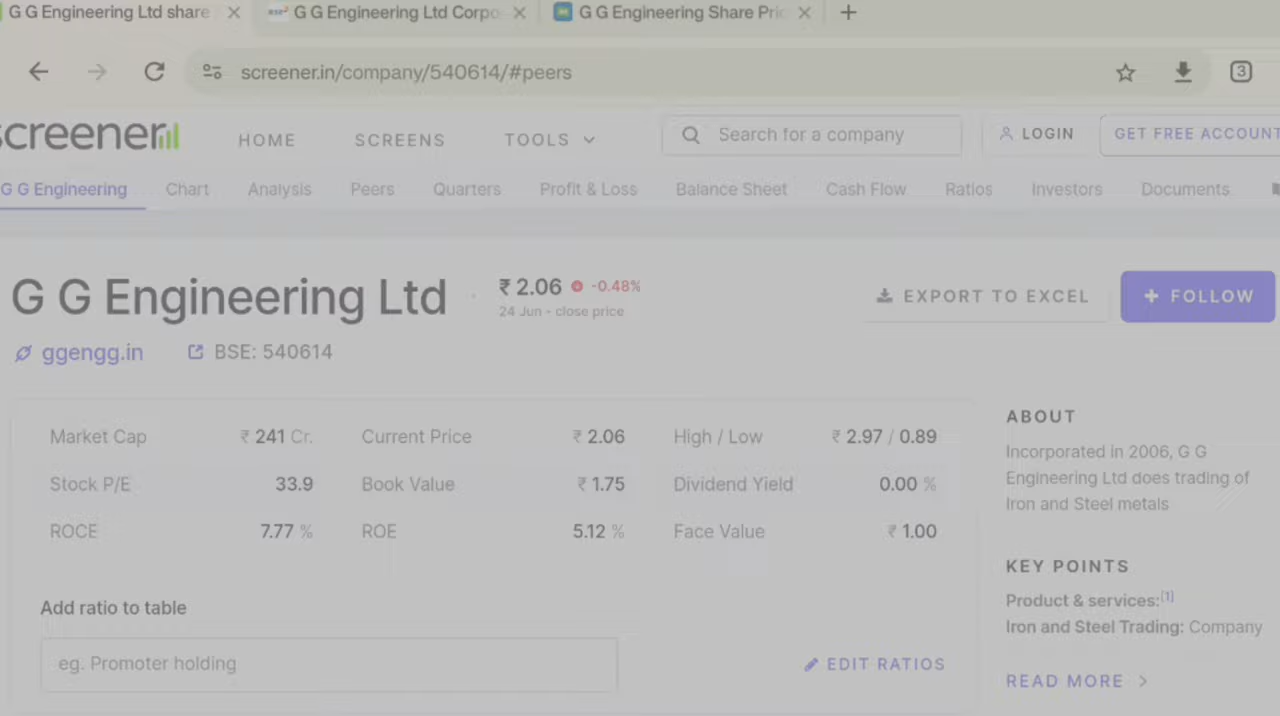 G G Engineering Ltd share
BSE G G Engineering Ltd Corpo
G G Engineering Share Pric
screener.in/company/540614/#peers
3
screener
HOME SCREENS TOOLS
Search for a company
LOGIN
GET FREE ACCOUNT
G G Engineering Chart Analysis Peers Quarters Profit & Loss Balance Sheet Cash Flow Ratios Investors Documents
G G Engineering Ltd
₹ 2.06 -0.48%
24 Jun - close price
EXPORT TO EXCEL
+ FOLLOW
ggengg.in BSE: 540614
Market Cap ₹ 241 Cr. Current Price ₹ 2.06 High / Low ₹ 2.97 / 0.89
Stock P/E 33.9 Book Value ₹ 1.75 Dividend Yield 0.00 %
ROCE 7.77 % ROE 5.12 % Face Value ₹ 1.00
Add ratio to table
eg. Promoter holding
EDIT RATIOS
ABOUT
Incorporated in 2006, G G
Engineering Ltd does trading of
Iron and Steel metals
KEY POINTS
Product & services:[1]
Iron and Steel Trading: Company
READ MORE